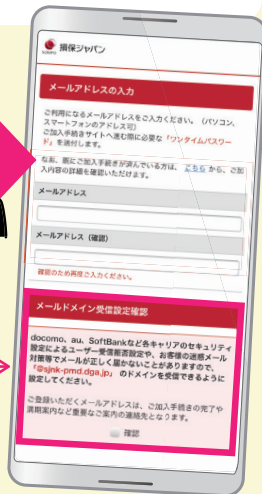 SOMPO 損保ジャパン
メールアドレスの入力
ご利用になるメールアドレスをご入力ください。(パソコン、
スマートフォンのアドレス可)
ご加入手続きサイトへ進む際に必要な「ワンタイムパスワー
ド」を送付します。
なお、既にご加入手続きが済んでいる方は、こちら から、ご加
入内容の詳細を確認いただけます。
メールアドレス
メールアドレス(確認)
確認のため再度ご入力ください。
メールドメイン受信設定確認
docomo、au、SoftBankなど各キャリアのセキュリティ
設定によるユーザー受信拒否設定や、お客様の迷惑メール
対策等でメールが正しく届かないことがありますので、
「@sjnk-pmd.dga.jp」のドメインを受信できるように
設定してください。
ご登録いただくメールアドレスは、ご加入手続きの完了や
満期案内など重要なご案内の連絡先となります。
確認